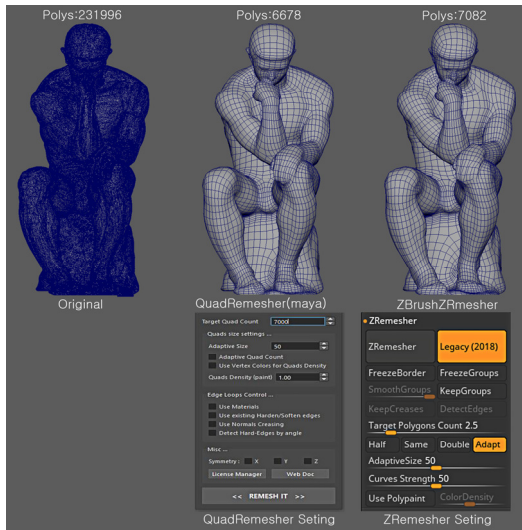 Polys:231996
Polys:6678
Polys:7082
Original
QuadRemesher(maya)
ZBrushZRmesher
Target Quad Count 7000
Quads size settings ...
Adaptive Size 50
Adaptive Quad Count
Use Vertex Colors for Quads Density
Quads Density (paint) 1.00
Edge Loops Control ...
Use Materials
Use existing Harden/Soften edges
Use Normals Creasing
Detect Hard-Edges by angle
Misc ...
Symmetry : X Y Z
License Manager Web Doc
<< REMESH IT >>
QuadRemesher Seting
ZRemesher
ZRemesher Legacy (2018)
FreezeBorder FreezeGroups
SmoothGroups KeepGroups
KeepCreases DetectEdges
Target Polygons Count 2.5
Half Same Double Adapt
AdaptiveSize 50
Curves Strength 50
Use Polypaint ColorDensity
ZRemesher Seting